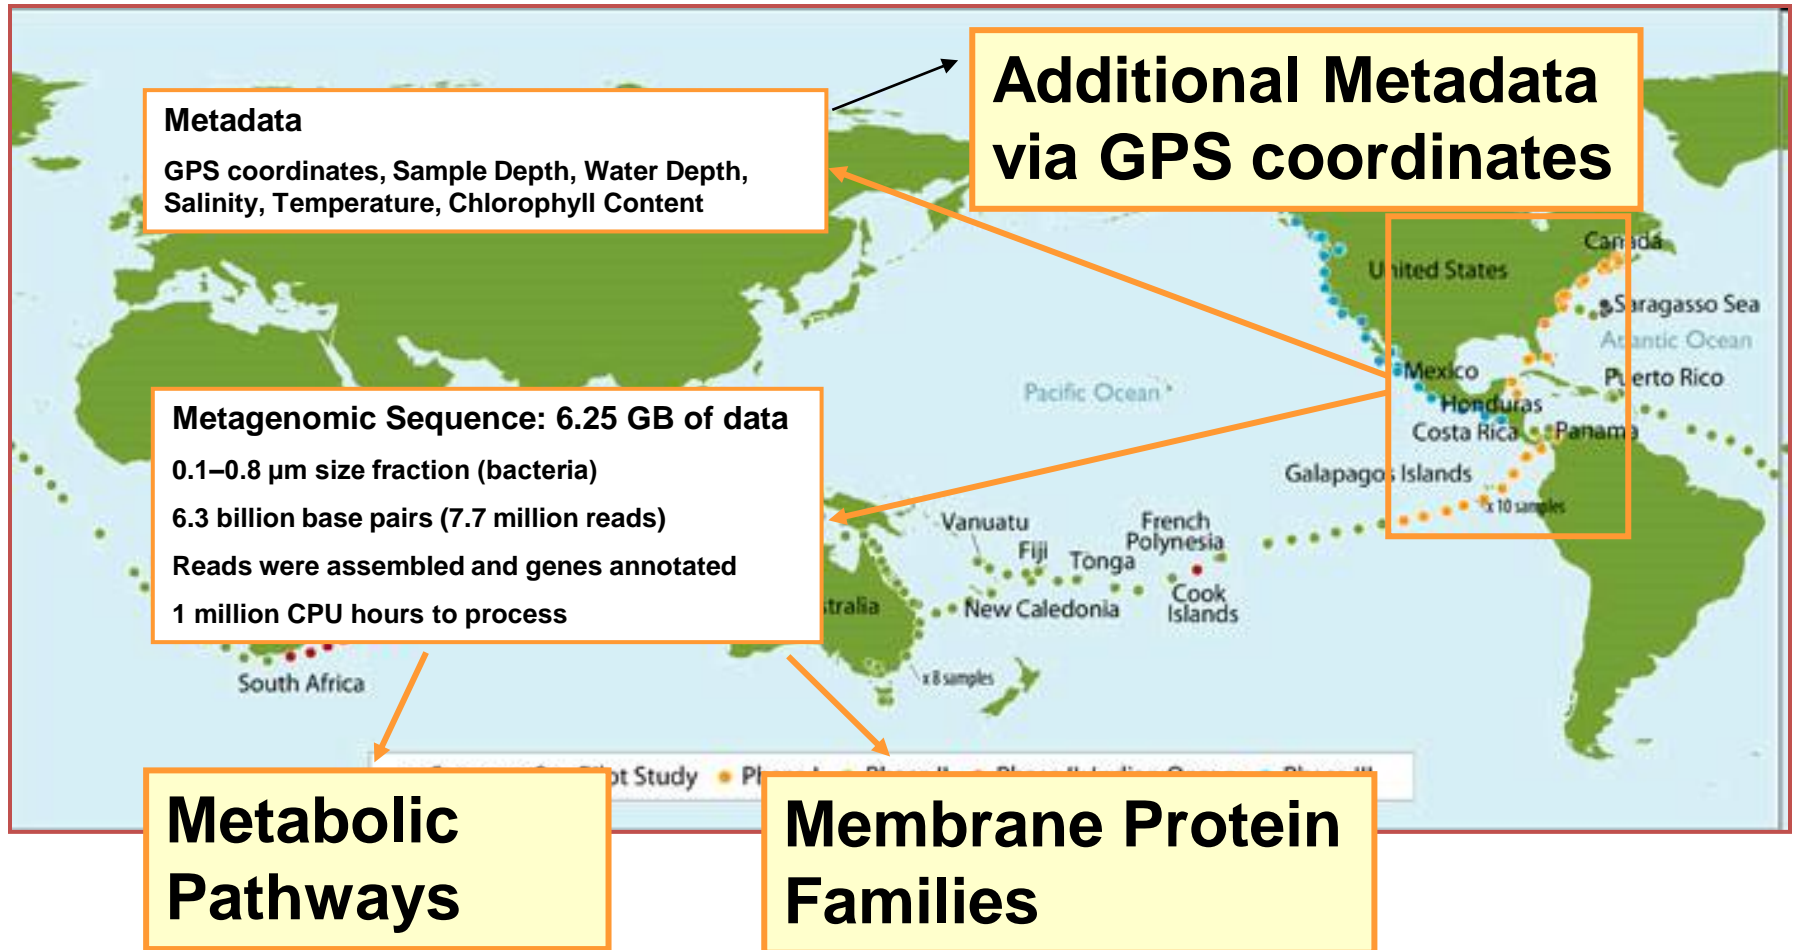 Additional Metadata
via GPS coordinates
Metadata
GPS coordinates, Sample Depth, Water Depth,
Salinity, Temperature, Chlorophyll Content
Canada
United States
Saragasso Sea
Atlantic Ocean
Mexico
Puerto Rico
Pacific Ocean
Honduras
Costa Rica
Panama
Galapagos Islands
x 10 samples
Metagenomic Sequence: 6.25 GB of data
0.1–0.8 µm size fraction (bacteria)
6.3 billion base pairs (7.7 million reads)
Reads were assembled and genes annotated
1 million CPU hours to process
Vanuatu
French
Polynesia
Fiji
Tonga
Cook
Islands
New Caledonia
stralia
x 8 samples
South Africa
Study
Metabolic
Pathways
Membrane Protein
Families